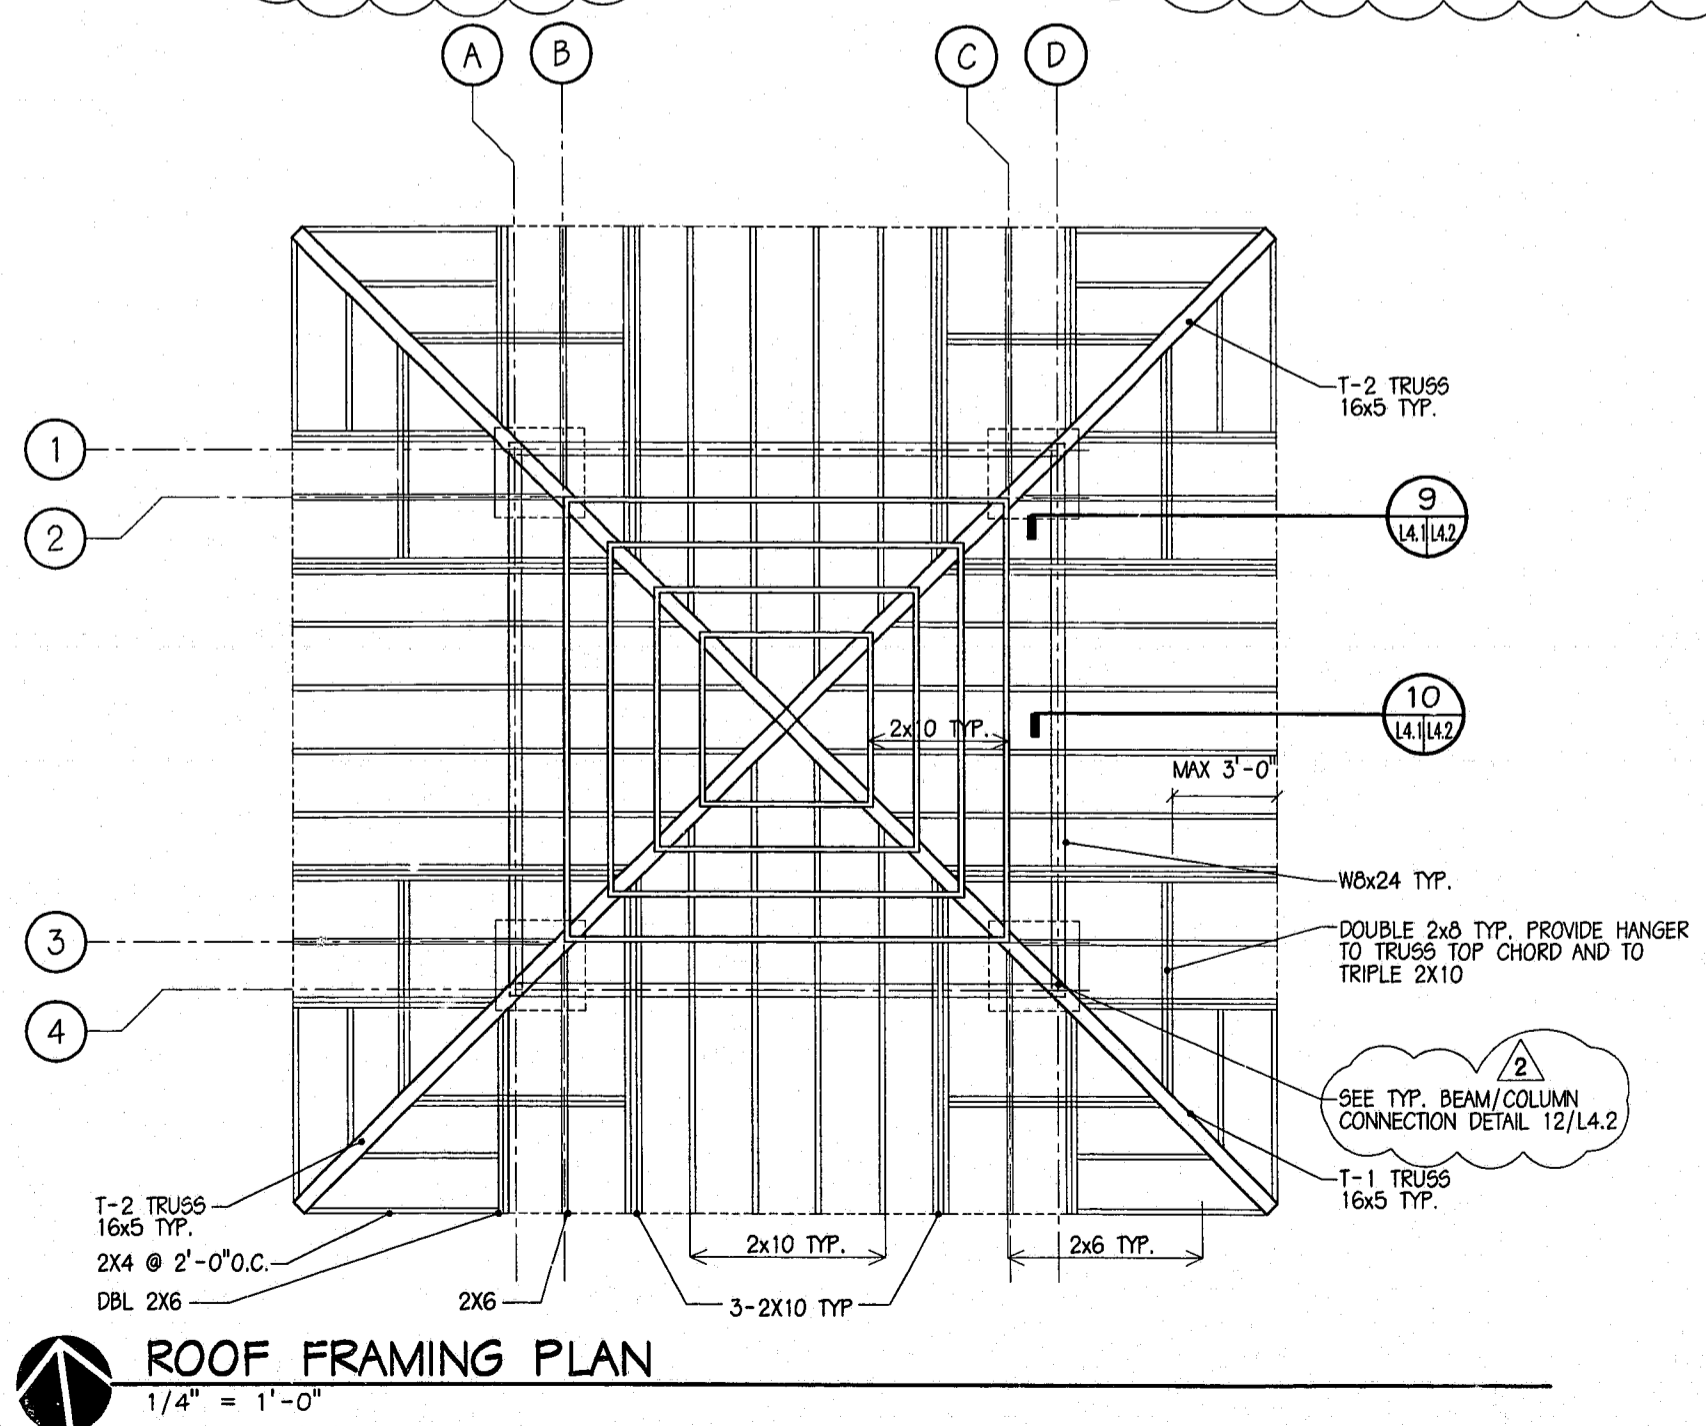 A
B
C
D
1
2
3
4
T-2 TRUSS
16x5 TYP.
9
L4.1 L4.2
10
L4.1 L4.2
2x10 TYP.
MAX 3'-0"
W8x24 TYP.
DOUBLE 2x8 TYP. PROVIDE HANGER
TO TRUSS TOP CHORD AND TO
TRIPLE 2X10
2
SEE TYP. BEAM/COLUMN
CONNECTION DETAIL 12/L4.2
T-1 TRUSS
16x5 TYP.
T-2 TRUSS
16x5 TYP.
2X4 @ 2'-0"O.C.
DBL 2X6
2X6
2x10 TYP.
3-2X10 TYP
2x6 TYP.
ROOF FRAMING PLAN
1/4" = 1'-0"